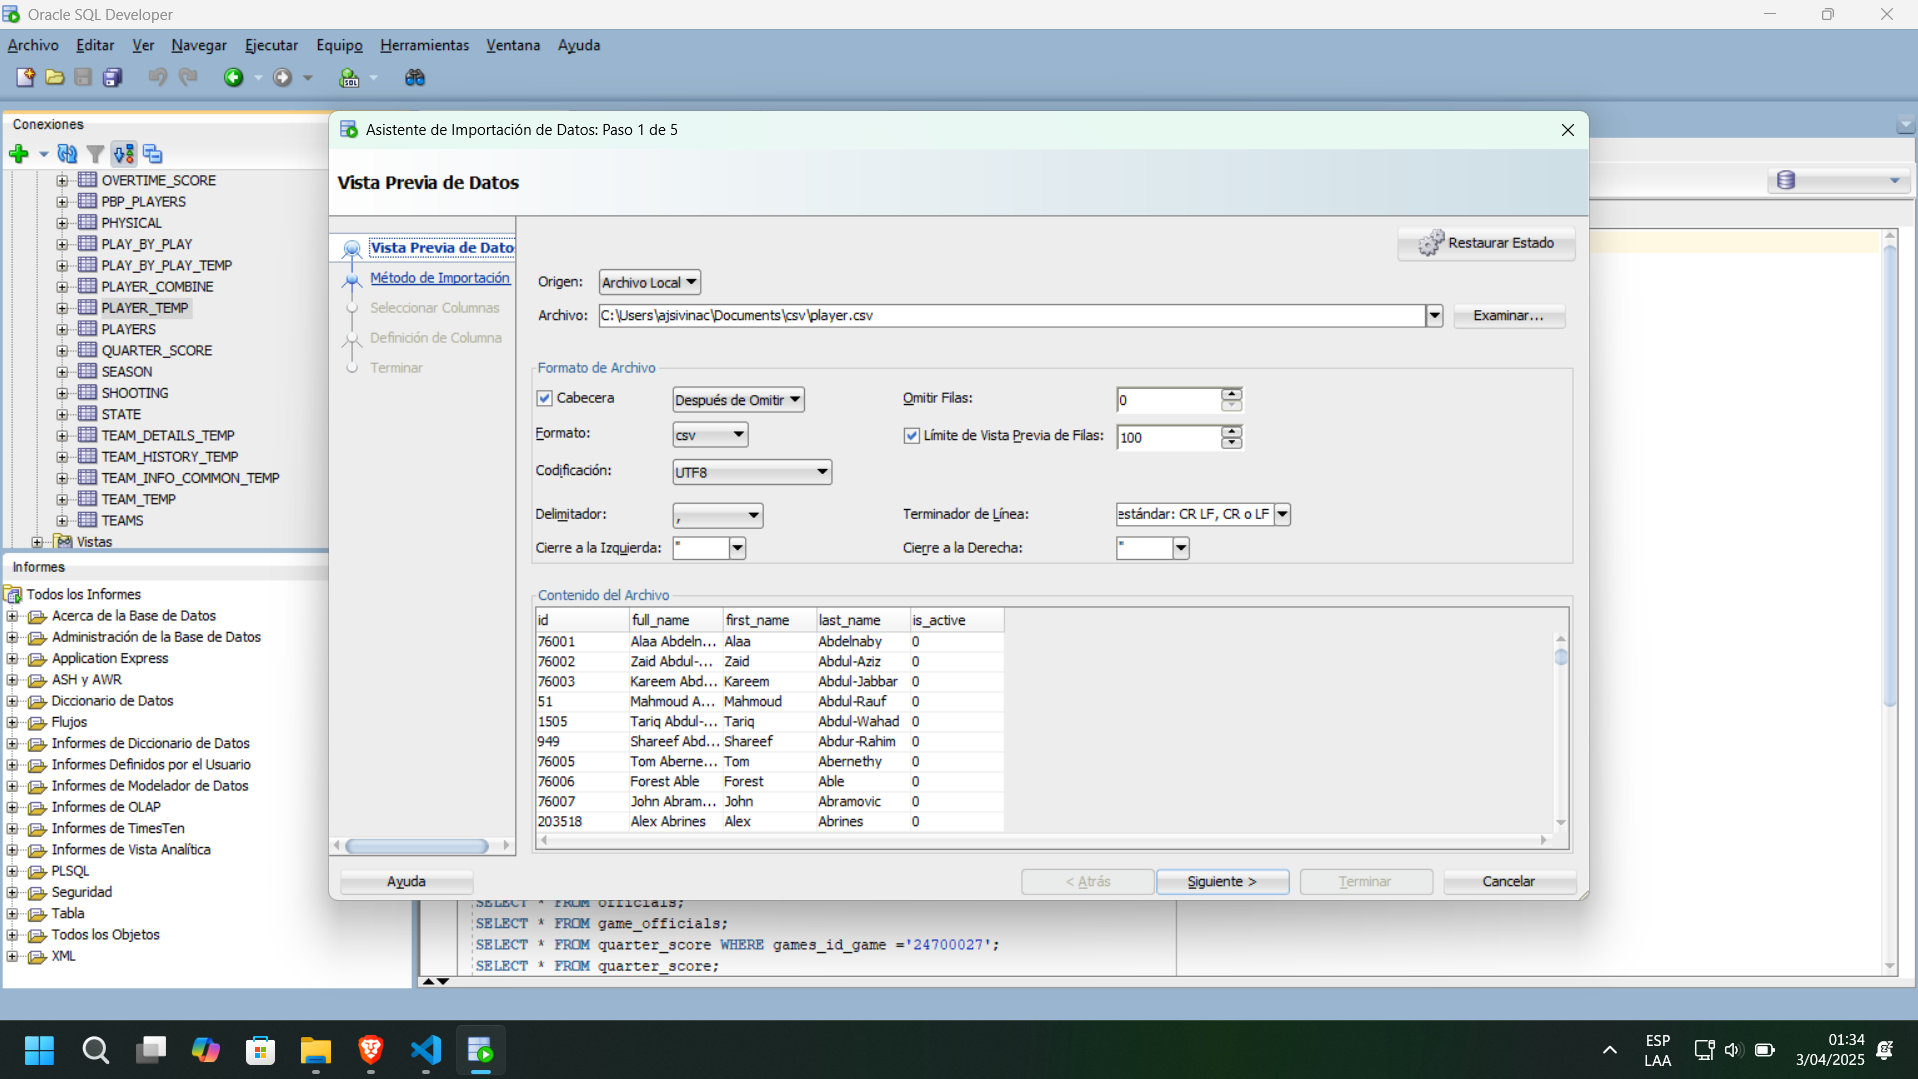 Oracle SQL Developer
Archivo Editar Ver Navegar Ejecutar Equipo Herramientas Ventana Ayuda
Conexiones
OVERTIME_SCORE
PBP_PLAYERS
PHYSICAL
PLAY_BY_PLAY
PLAY_BY_PLAY_TEMP
PLAYER_COMBINE
PLAYER_TEMP
PLAYERS
QUARTER_SCORE
SEASON
SHOOTING
STATE
TEAM_DETAILS_TEMP
TEAM_HISTORY_TEMP
TEAM_INFO_COMMON_TEMP
TEAM_TEMP
TEAMS
Vistas
Informes
Todos los Informes
Acerca de la Base de Datos
Administración de la Base de Datos
Application Express
ASH y AWR
Diccionario de Datos
Flujos
Informes de Diccionario de Datos
Informes Definidos por el Usuario
Informes de Modelador de Datos
Informes de OLAP
Informes de TimesTen
Informes de Vista Analítica
PLSQL
Seguridad
Tabla
Todos los Objetos
XML
Asistente de Importación de Datos: Paso 1 de 5
Vista Previa de Datos
Vista Previa de Dato
Método de Importación
Seleccionar Columnas
Definición de Columna
Terminar
Restaurar Estado
Origen: Archivo Local
Archivo: C:\Users\ajsivinac\Documents\csv\player.csv Examinar...
Formato de Archivo
Cabecera Después de Omitir Omitir Filas: 0
Formato: csv Límite de Vista Previa de Filas: 100
Codificación: UTF8
Delimitador: , Terminador de Línea: estándar: CR LF, CR o LF
Cierre a la Izquierda: " Cierre a la Derecha: "
Contenido del Archivo
id full_name first_name last_name is_active
76001 Alaa Abdeln... Alaa Abdelnaby 0
76002 Zaid Abdul-... Zaid Abdul-Aziz 0
76003 Kareem Abd... Kareem Abdul-Jabbar 0
51 Mahmoud A... Mahmoud Abdul-Rauf 0
1505 Tariq Abdul-... Tariq Abdul-Wahad 0
949 Shareef Abd... Shareef Abdur-Rahim 0
76005 Tom Aberne... Tom Abernethy 0
76006 Forest Able Forest Able 0
76007 John Abram... John Abramovic 0
203518 Alex Abrines Alex Abrines 0
Ayuda < Atrás Siguiente > Terminar Cancelar
SELECT * FROM officials;
SELECT * FROM game_officials;
SELECT * FROM quarter_score WHERE games_id_game ='24700027';
SELECT * FROM quarter_score;
SQL
ESP
LAA
01:34
3/04/2025